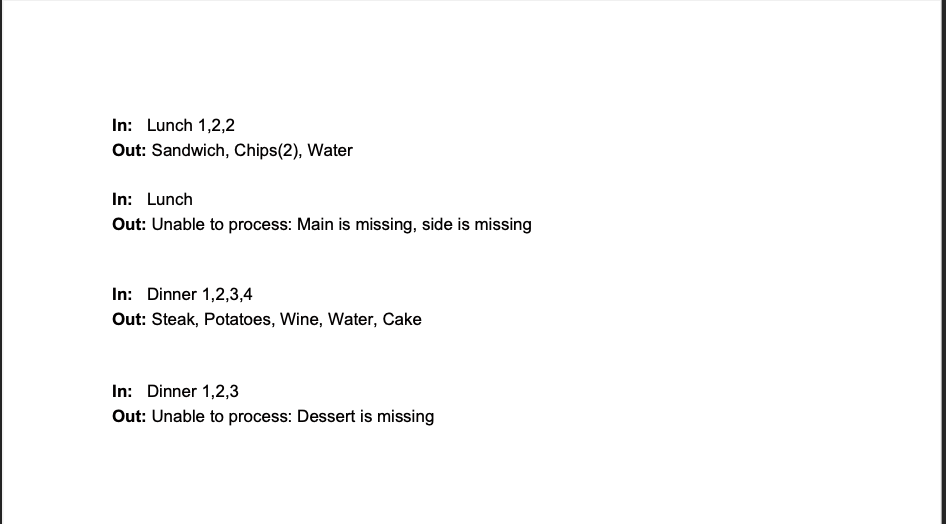 In: Lunch 1,2,2
Out: Sandwich, Chips(2), Water
In: Lunch
Out: Unable to process: Main is missing, side is missing
In: Dinner 1,2,3,4
Out: Steak, Potatoes, Wine, Water, Cake
In: Dinner 1,2,3
Out: Unable to process: Dessert is missing